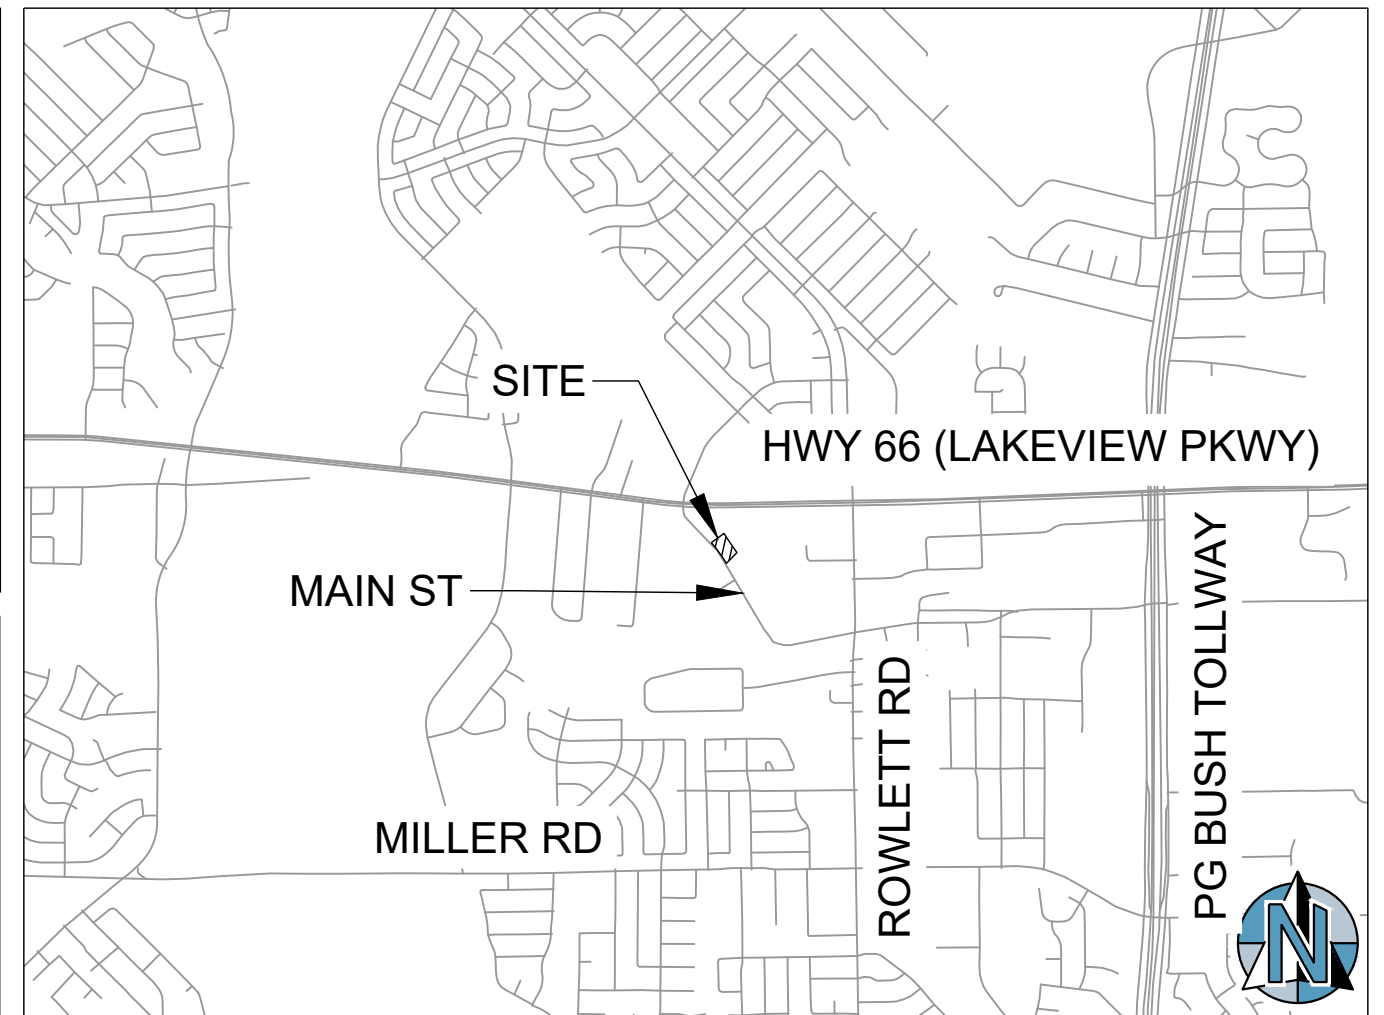 SITE
HWY 66 (LAKEVIEW PKWY)
MAIN ST
PG BUSH TOLLWAY
ROWLETT RD
MILLER RD
N